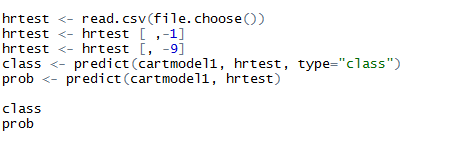 hrtest <- read.csv(file.choose())
hrtest <- hrtest [ ,-1]
hrtest <- hrtest [, -9]
class <- predict(cartmodel1, hrtest, type="class")
prob <- predict(cartmodel1, hrtest)
class
prob